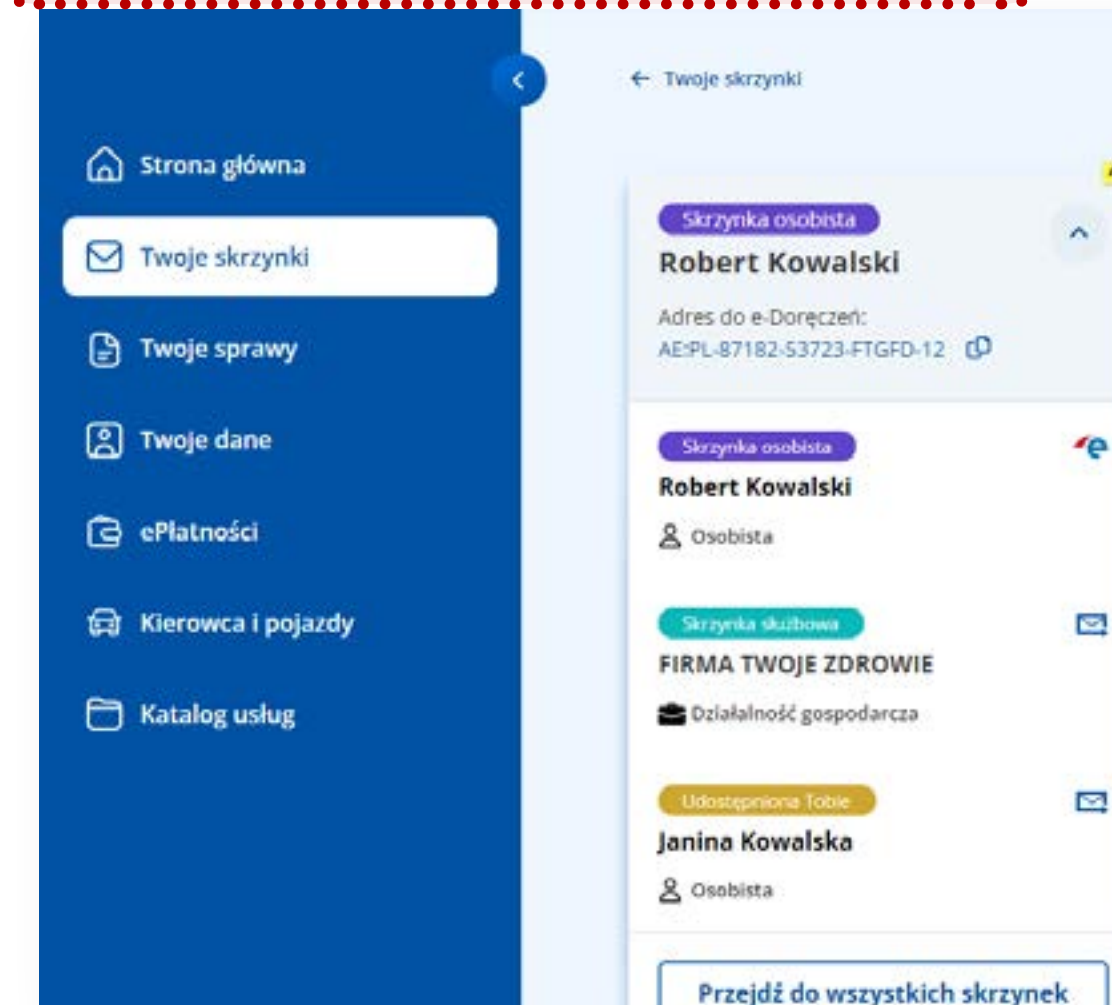 Strona główna
Twoje skrzynki
Twoje sprawy
Twoje dane
ePłatności
Kierowca i pojazdy
Katalog usług
← Twoje skrzynki
Skrzynka osobista
Robert Kowalski
Adres do e-Doręczeń:
AE:PL-87182-53723-FTGFD-12
Skrzynka osobista
Robert Kowalski
Osobista
Skrzynka służbowa
FIRMA TWOJE ZDROWIE
Działalność gospodarcza
Udostępniona Tobie
Janina Kowalska
Osobista
Przejdź do wszystkich skrzynek